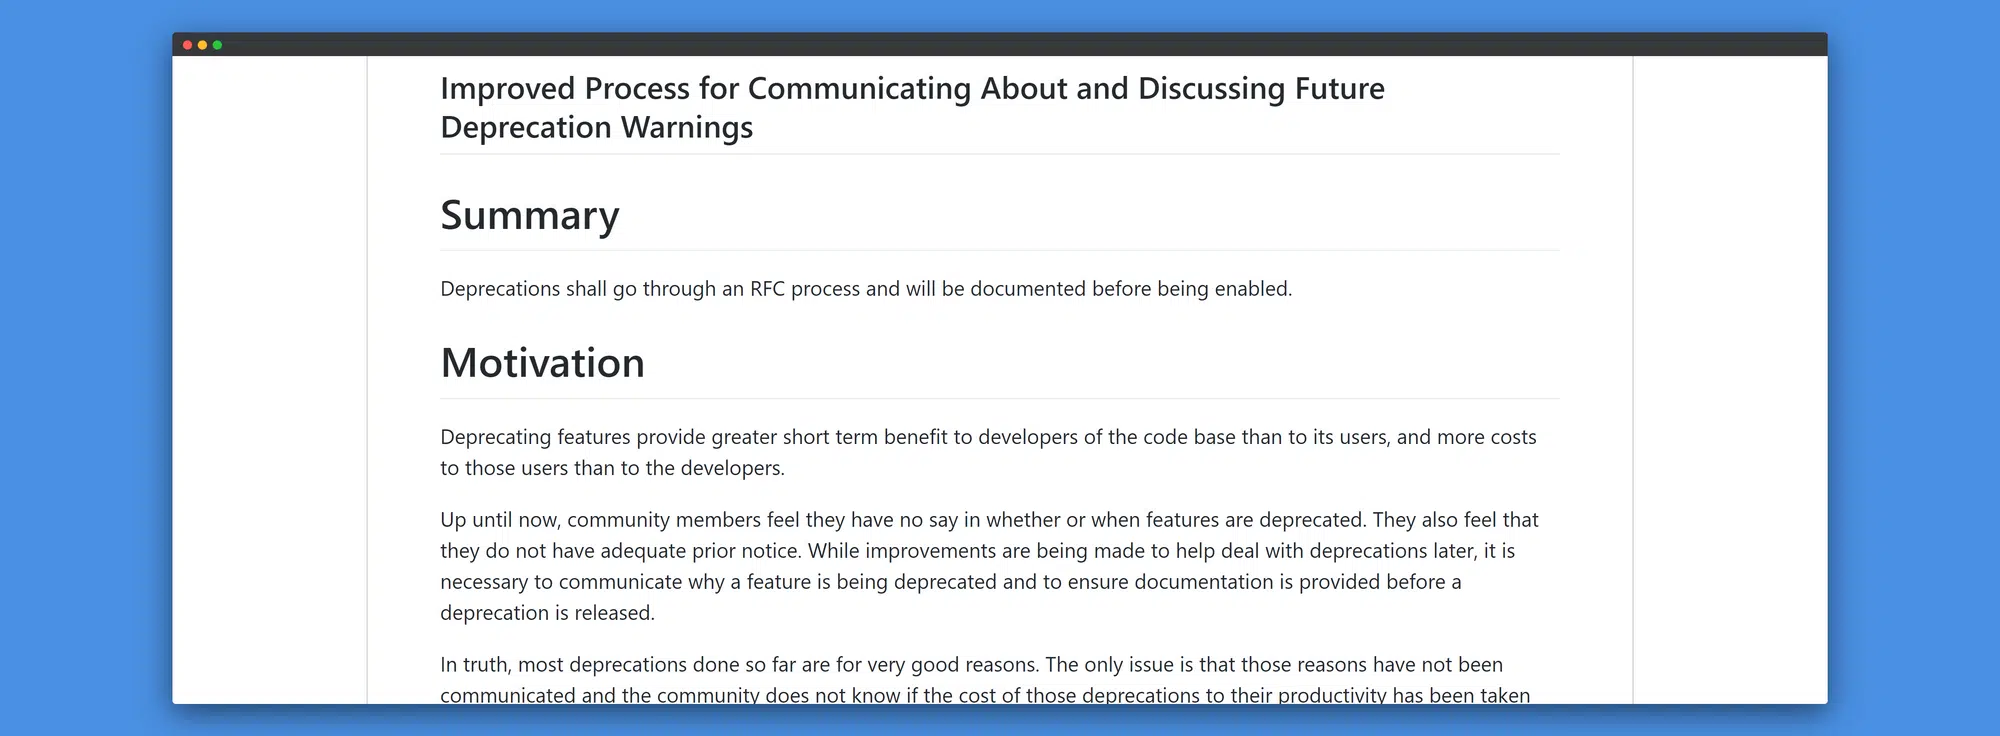 Improved Process for Communicating About and Discussing Future
Deprecation Warnings
Summary
Deprecations shall go through an RFC process and will be documented before being enabled.
Motivation
Deprecating features provide greater short term benefit to developers of the code base than to its users, and more costs
to those users than to the developers.
Up until now, community members feel they have no say in whether or when features are deprecated. They also feel that
they do not have adequate prior notice. While improvements are being made to help deal with deprecations later, it is
necessary to communicate why a feature is being deprecated and to ensure documentation is provided before a
deprecation is released.
In truth, most deprecations done so far are for very good reasons. The only issue is that those reasons have not been
communicated and the community does not know if the cost of those deprecations to their productivity has been taken